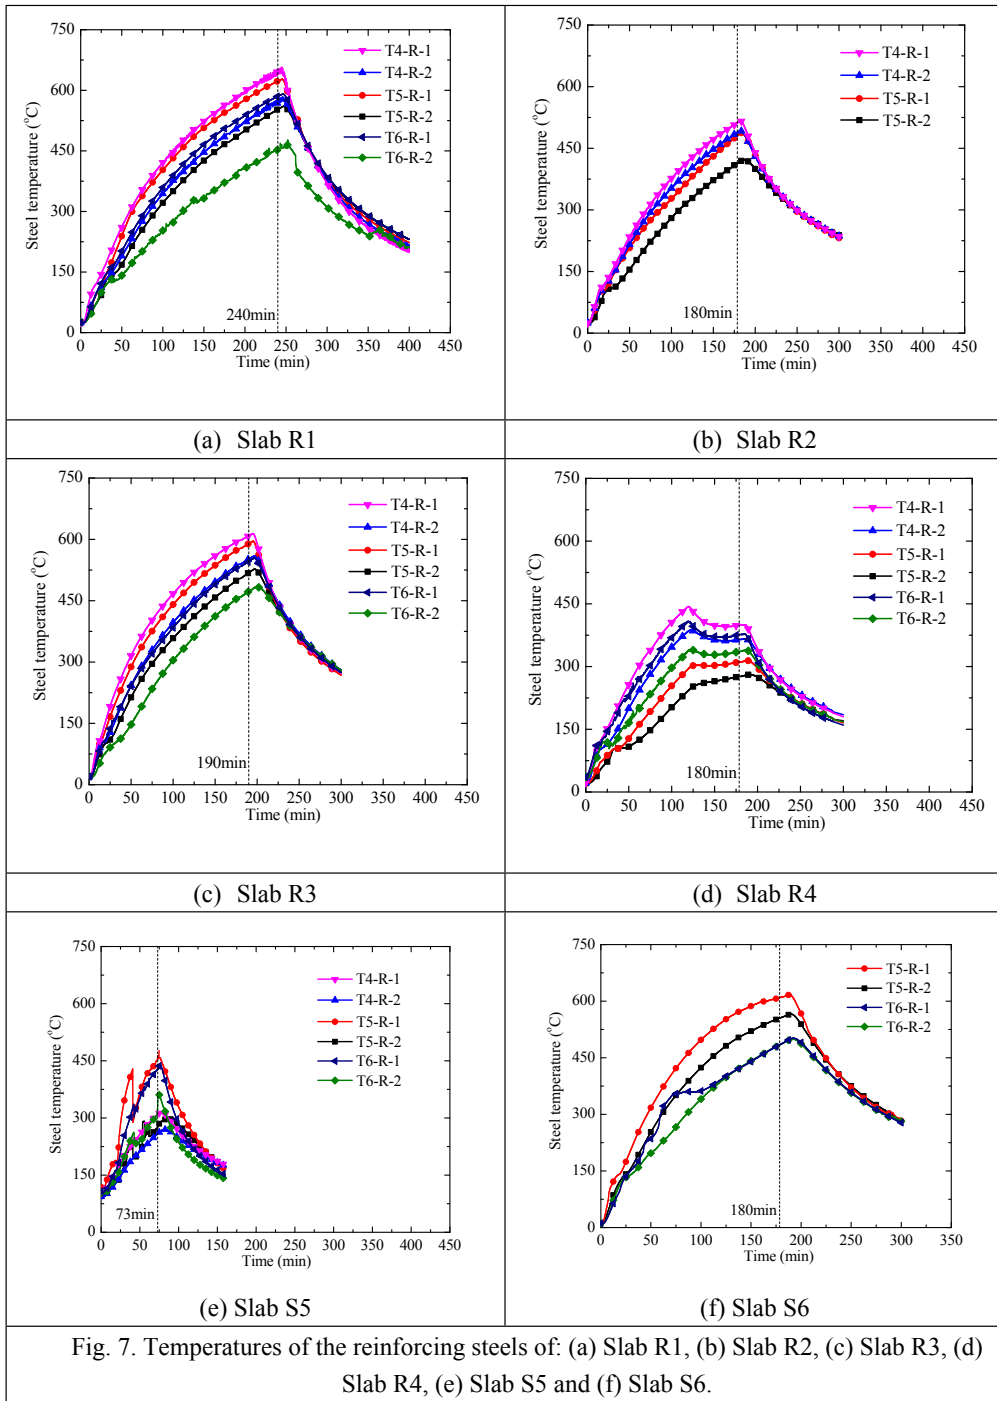 750
600
450
300
150
0
Steel temperature (°C)
T4-R-1
T4-R-2
T5-R-1
T5-R-2
T6-R-1
T6-R-2
240min
0 50 100 150 200 250 300 350 400 450
Time (min)
(a) Slab R1
750
600
450
300
150
0
Steel temperature (°C)
T4-R-1
T4-R-2
T5-R-1
T5-R-2
180min
0 50 100 150 200 250 300 350 400 450
Time (min)
(b) Slab R2
750
600
450
300
150
0
Steel temperature (°C)
T4-R-1
T4-R-2
T5-R-1
T5-R-2
T6-R-1
T6-R-2
190min
0 50 100 150 200 250 300 350 400 450
Time (min)
(c) Slab R3
750
600
450
300
150
0
Steel temperature (°C)
T4-R-1
T4-R-2
T5-R-1
T5-R-2
T6-R-1
T6-R-2
180min
0 50 100 150 200 250 300 350 400 450
Time (min)
(d) Slab R4
750
600
450
300
150
0
Steel temperature (°C)
T4-R-1
T4-R-2
T5-R-1
T5-R-2
T6-R-1
T6-R-2
73min
0 50 100 150 200 250 300 350 400 450
Time (min)
(e) Slab S5
750
600
450
300
150
0
Steel temperature (°C)
T5-R-1
T5-R-2
T6-R-1
T6-R-2
180min
0 50 100 150 200 250 300 350
Time (min)
(f) Slab S6
Fig. 7. Temperatures of the reinforcing steels of: (a) Slab R1, (b) Slab R2, (c) Slab R3, (d)
Slab R4, (e) Slab S5 and (f) Slab S6.